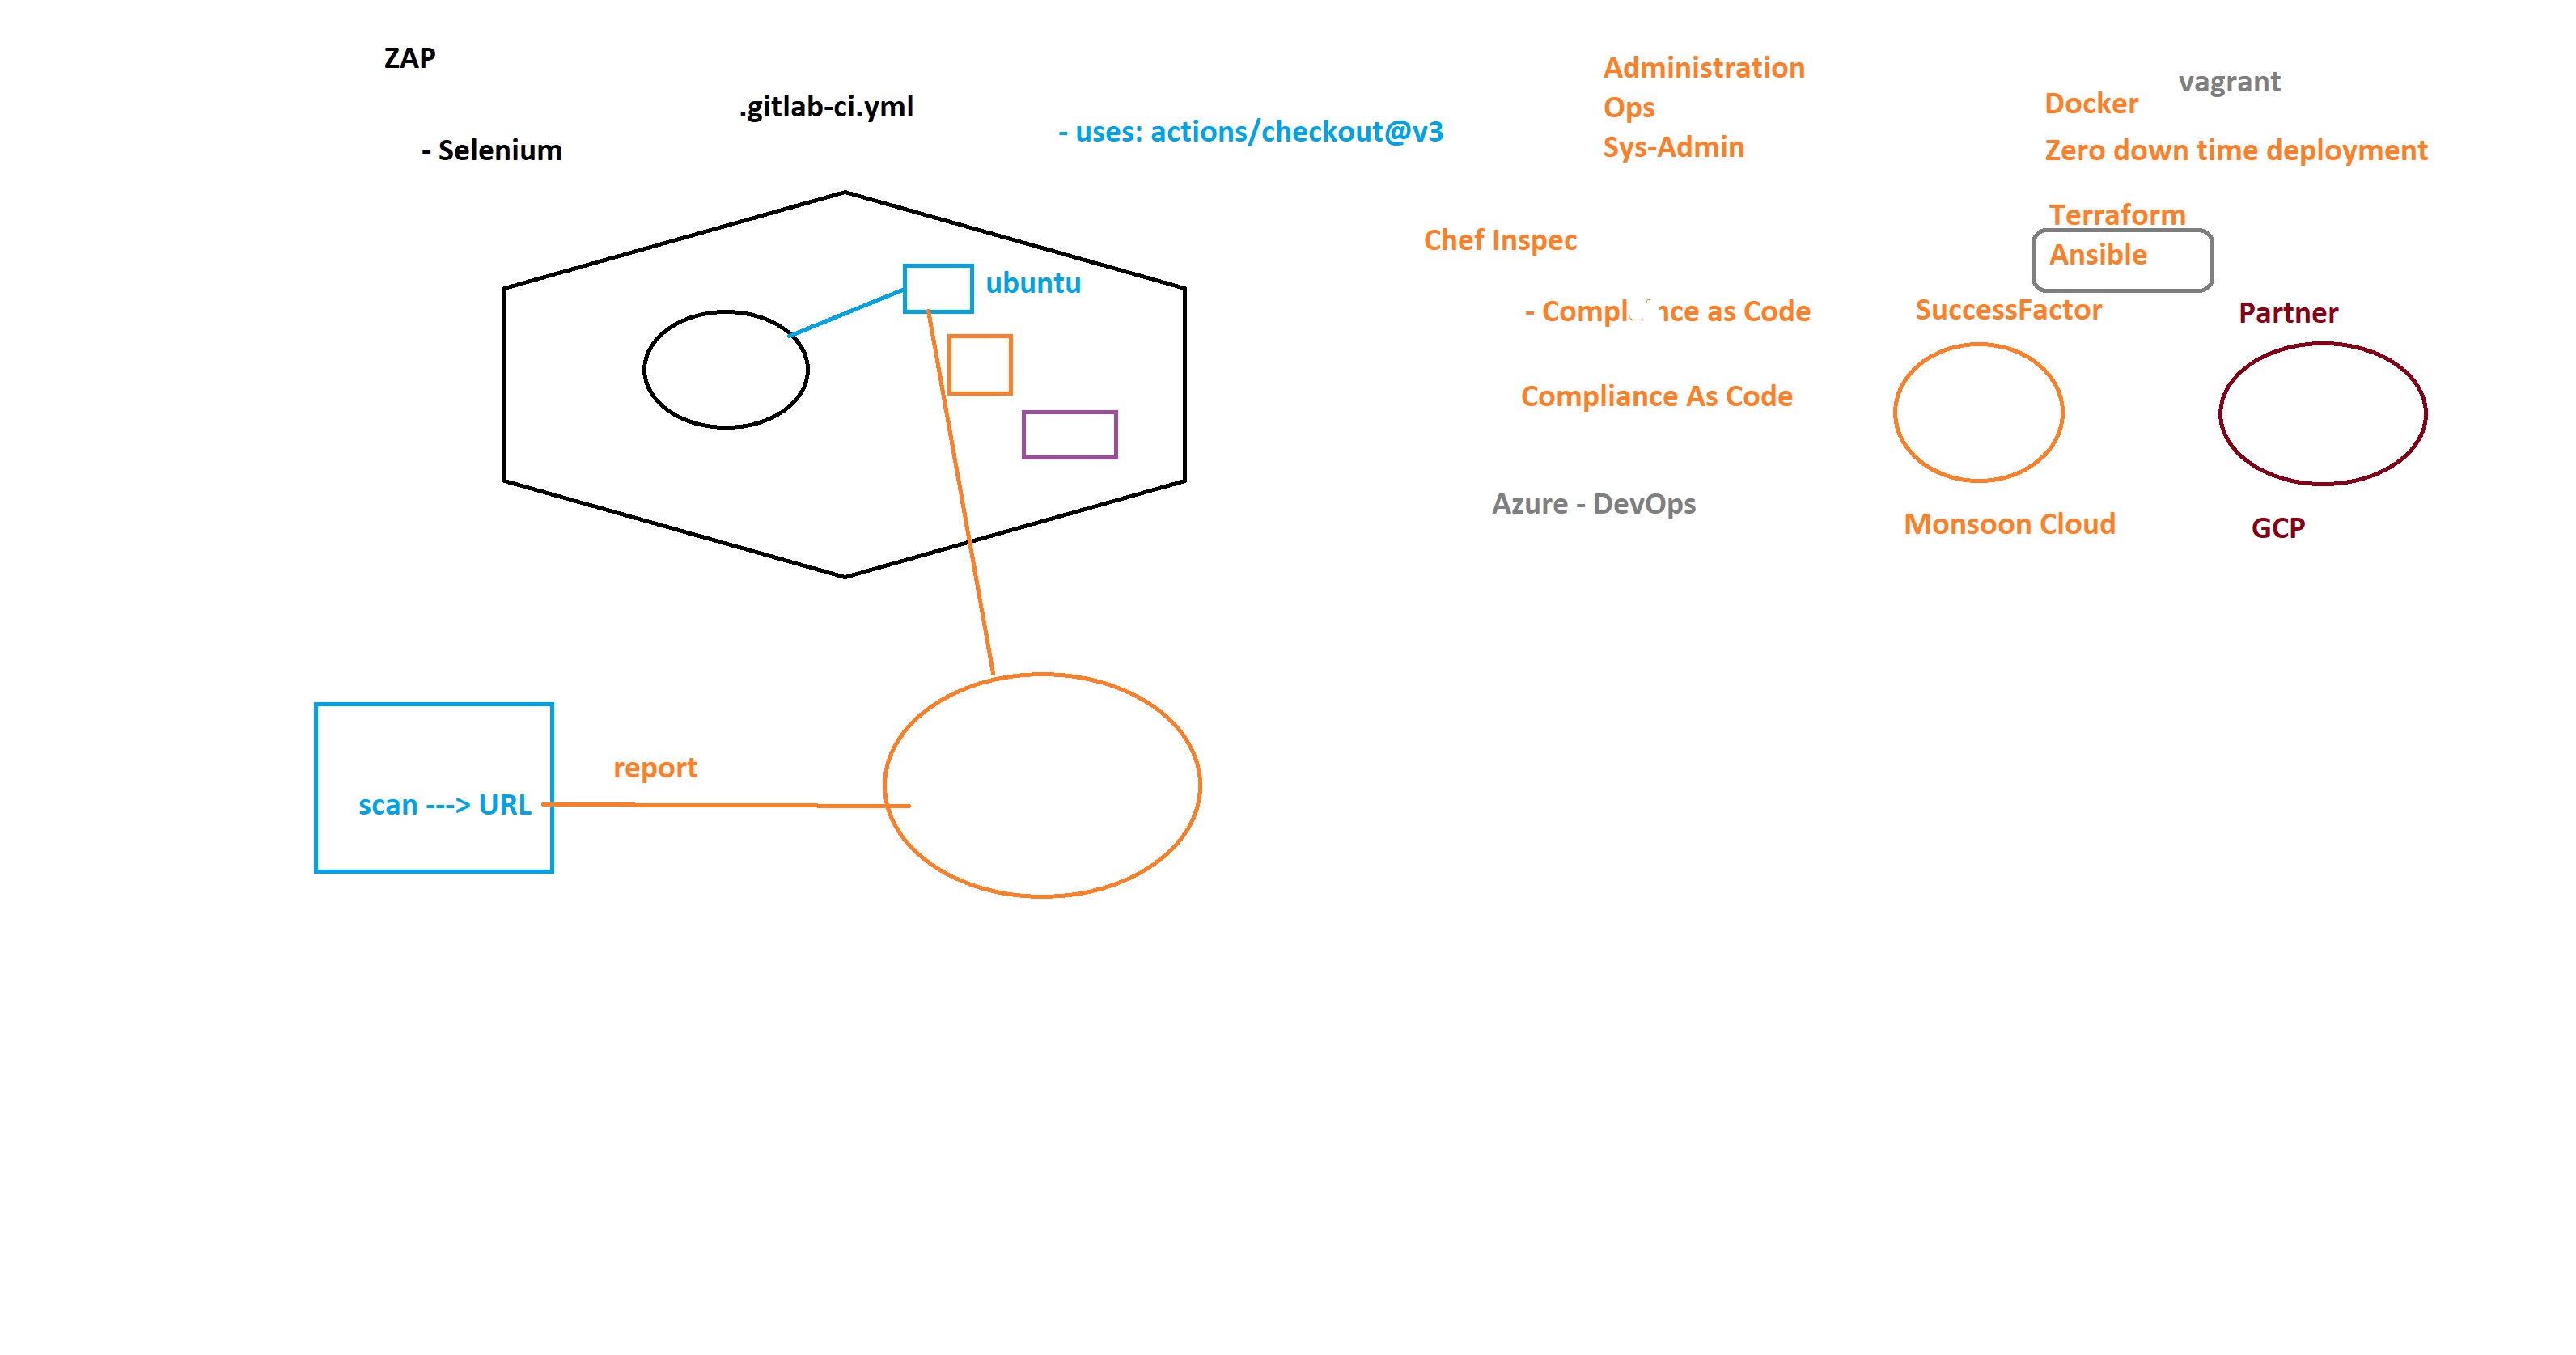 ZAP
- Selenium
.gitlab-ci.yml
- uses: actions/checkout@v3
ubuntu
scan ---> URL
report
Administration
Ops
Sys-Admin
Chef Inspec
- Compl nce as Code
Compliance As Code
Azure - DevOps
vagrant
Docker
Zero down time deployment
Terraform
Ansible
SuccessFactor
Monsoon Cloud
Partner
GCP